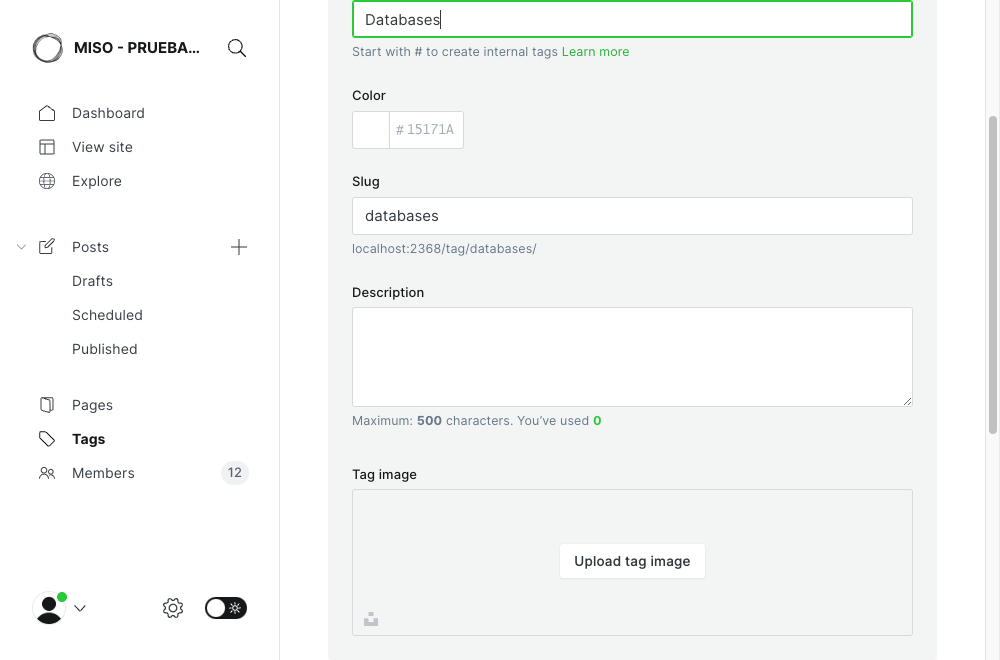 MISO - PRUEBA...
Dashboard
View site
Explore
Posts
Drafts
Scheduled
Published
Pages
Tags
Members 12
Databases
Start with # to create internal tags Learn more
Color
# 15171A
Slug
databases
localhost:2368/tag/databases/
Description
Maximum: 500 characters. You’ve used 0
Tag image
Upload tag image